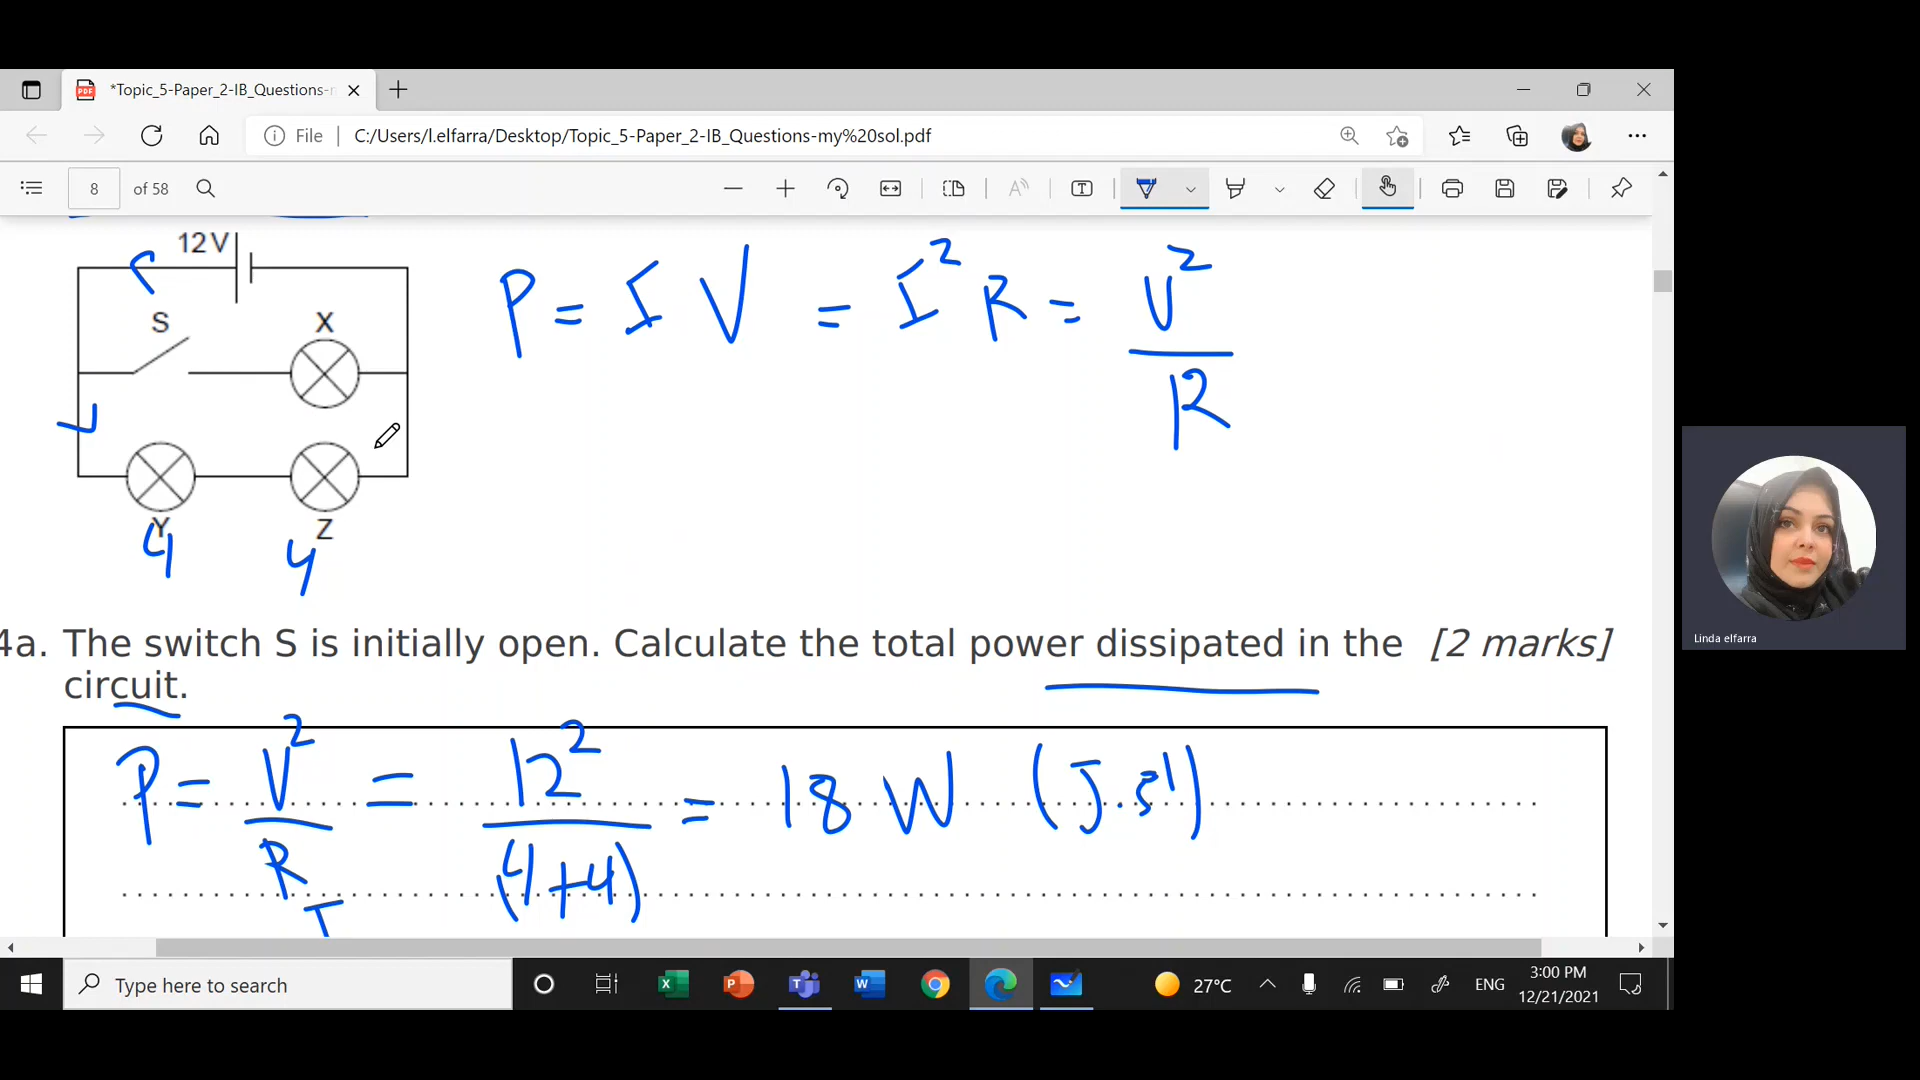 *Topic_5-Paper_2-IB_Questions-
File
C:/Users/l.elfarra/Desktop/Topic_5-Paper_2-IB_Questions-my%20sol.pdf
8 of 58
12V
S
X
Y
Z
4
4
P = I V = I² R = V² / R
4a. The switch S is initially open. Calculate the total power dissipated in the [2 marks]
circuit.
P = V² / R_T = 12² / (4+4) = 18 W (J.s⁻¹)
Linda elfarra
Type here to search
27°C
ENG
3:00 PM
12/21/2021